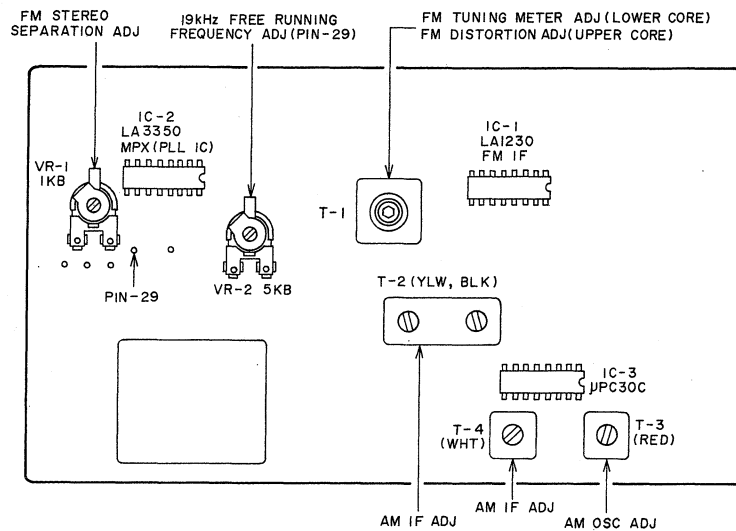 FM STEREO
SEPARATION ADJ
19kHz FREE RUNNING
FREQUENCY ADJ (PIN-29)
FM TUNING METER ADJ (LOWER CORE)
FM DISTORTION ADJ (UPPER CORE)
IC-2
LA3350
MPX (PLL IC)
IC-1
LA1230
FM IF
VR-1
1KB
T-1
PIN-29
VR-2 5KB
T-2 (YLW, BLK)
IC-3
µPC30C
T-4
(WHT)
T-3
(RED)
AM IF ADJ
AM IF ADJ
AM OSC ADJ